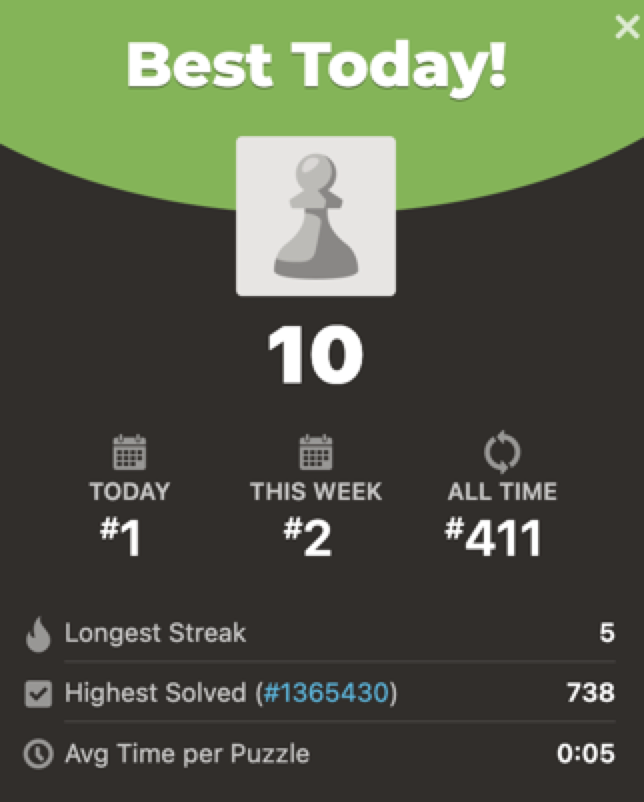 Best Today!
10
TODAY THIS WEEK ALL TIME
#1 #2 #411
Longest Streak 5
Highest Solved (#1365430) 738
Avg Time per Puzzle 0:05